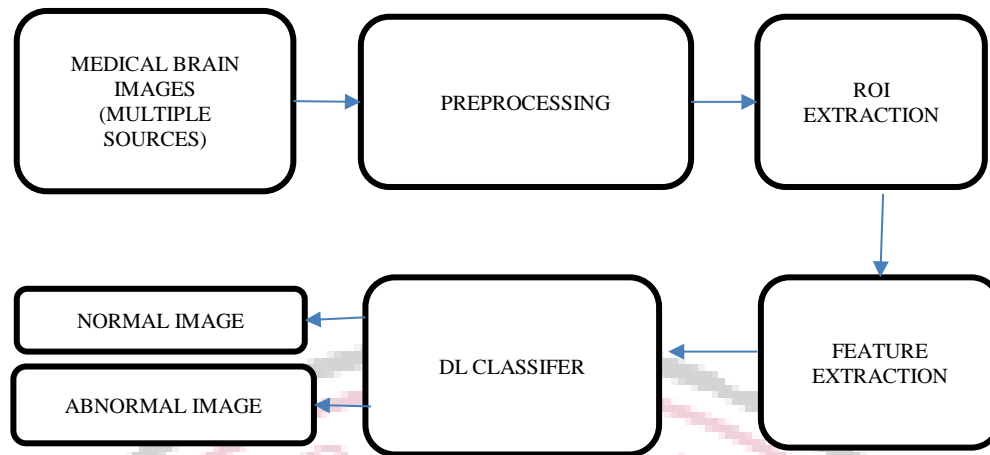 MEDICAL BRAIN
IMAGES
(MULTIPLE
SOURCES)
PREPROCESSING
ROI
EXTRACTION
FEATURE
EXTRACTION
DL CLASSIFER
NORMAL IMAGE
ABNORMAL IMAGE